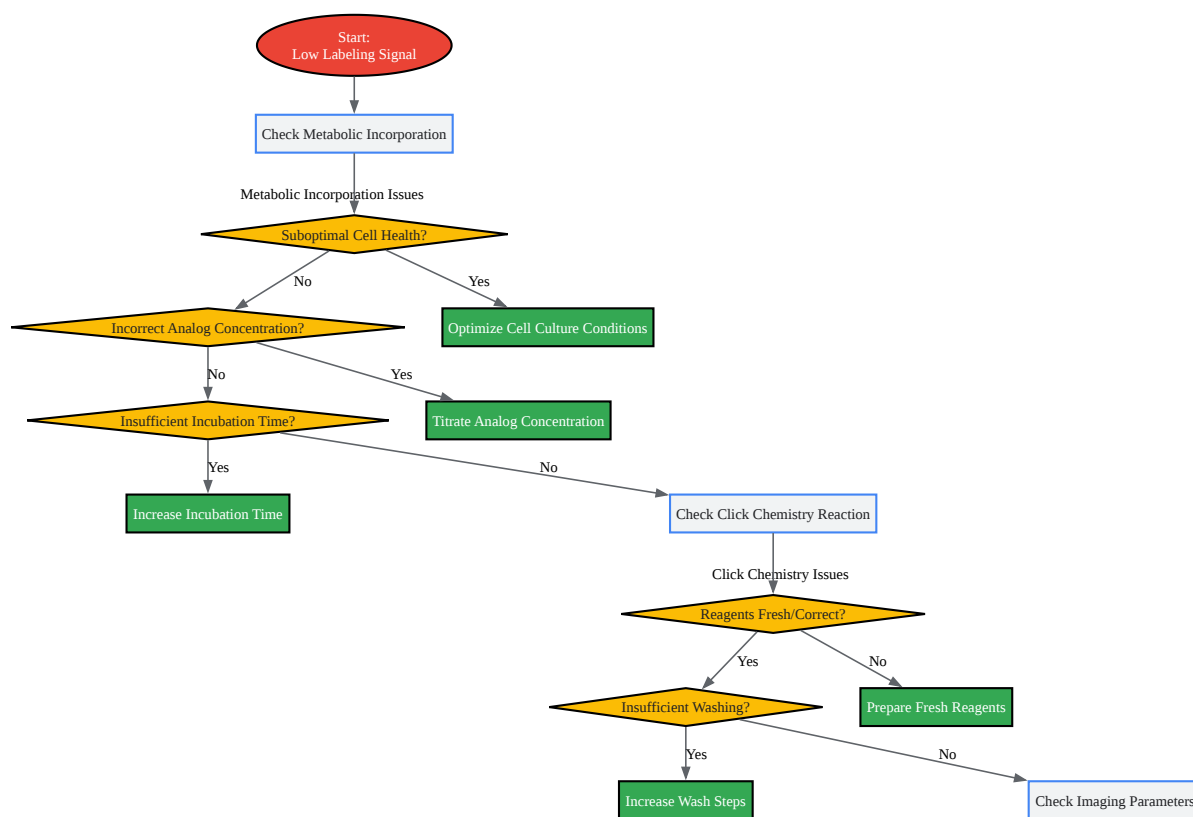 Start:
Low Labeling Signal
Check Metabolic Incorporation
Metabolic Incorporation Issues
Suboptimal Cell Health?
No
Yes
Incorrect Analog Concentration?
Optimize Cell Culture Conditions
No
Yes
Insufficient Incubation Time?
Titrate Analog Concentration
Yes
No
Increase Incubation Time
Check Click Chemistry Reaction
Click Chemistry Issues
Reagents Fresh/Correct?
Yes
No
Insufficient Washing?
Prepare Fresh Reagents
Yes
No
Increase Wash Steps
Check Imaging Parameters